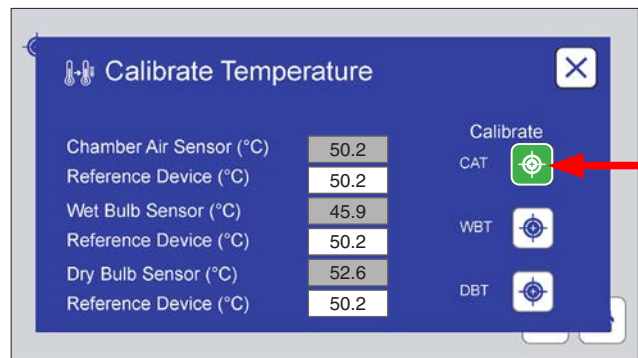 Calibrate Temperature
Calibrate
Chamber Air Sensor (°C) 50.2
CAT
Reference Device (°C) 50.2
Wet Bulb Sensor (°C) 45.9
WBT
Reference Device (°C) 50.2
Dry Bulb Sensor (°C) 52.6
DBT
Reference Device (°C) 50.2